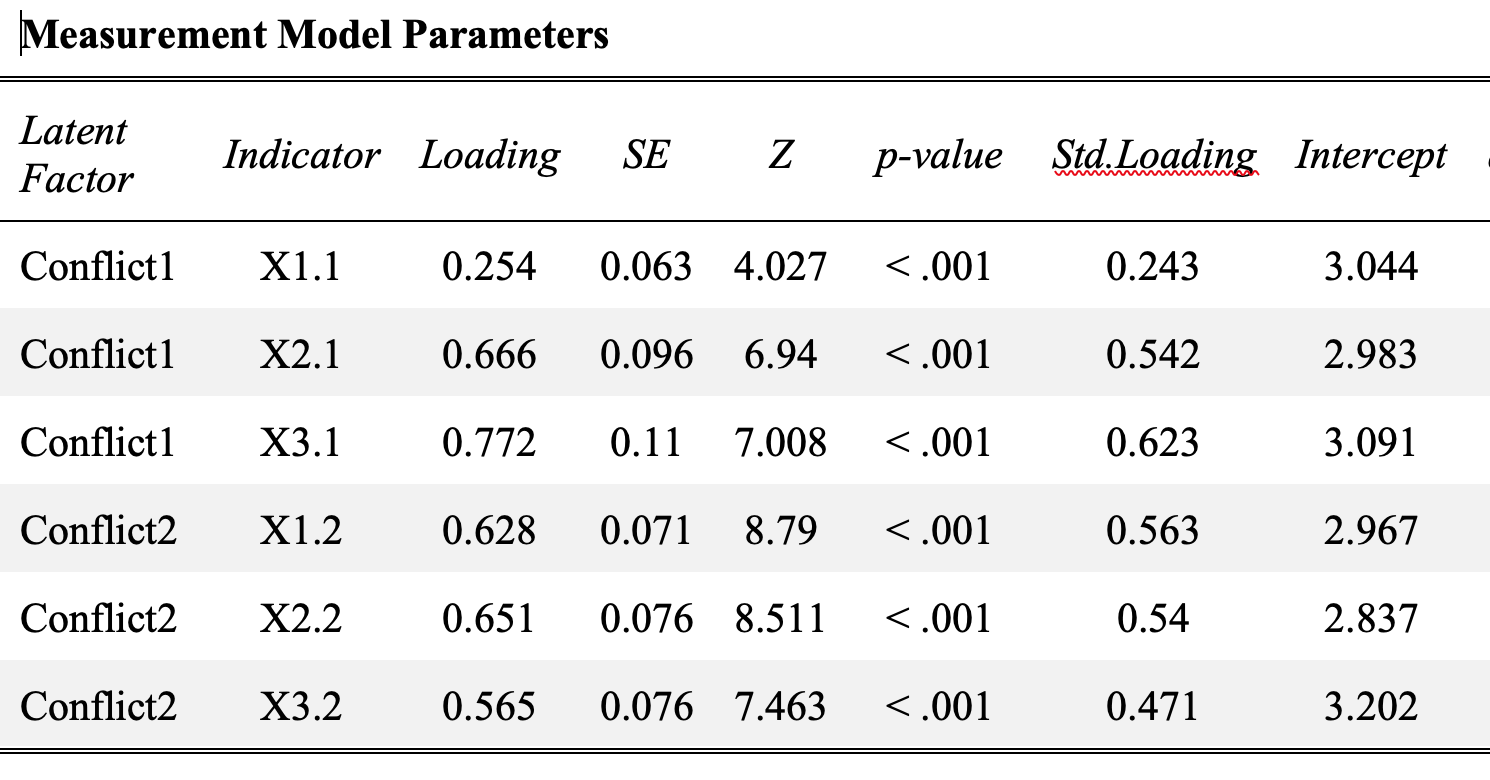 Measurement Model Parameters
Latent Factor Indicator Loading SE Z p-value Std.Loading Intercept
Conflict1 X1.1 0.254 0.063 4.027 < .001 0.243 3.044
Conflict1 X2.1 0.666 0.096 6.94 < .001 0.542 2.983
Conflict1 X3.1 0.772 0.11 7.008 < .001 0.623 3.091
Conflict2 X1.2 0.628 0.071 8.79 < .001 0.563 2.967
Conflict2 X2.2 0.651 0.076 8.511 < .001 0.54 2.837
Conflict2 X3.2 0.565 0.076 7.463 < .001 0.471 3.202